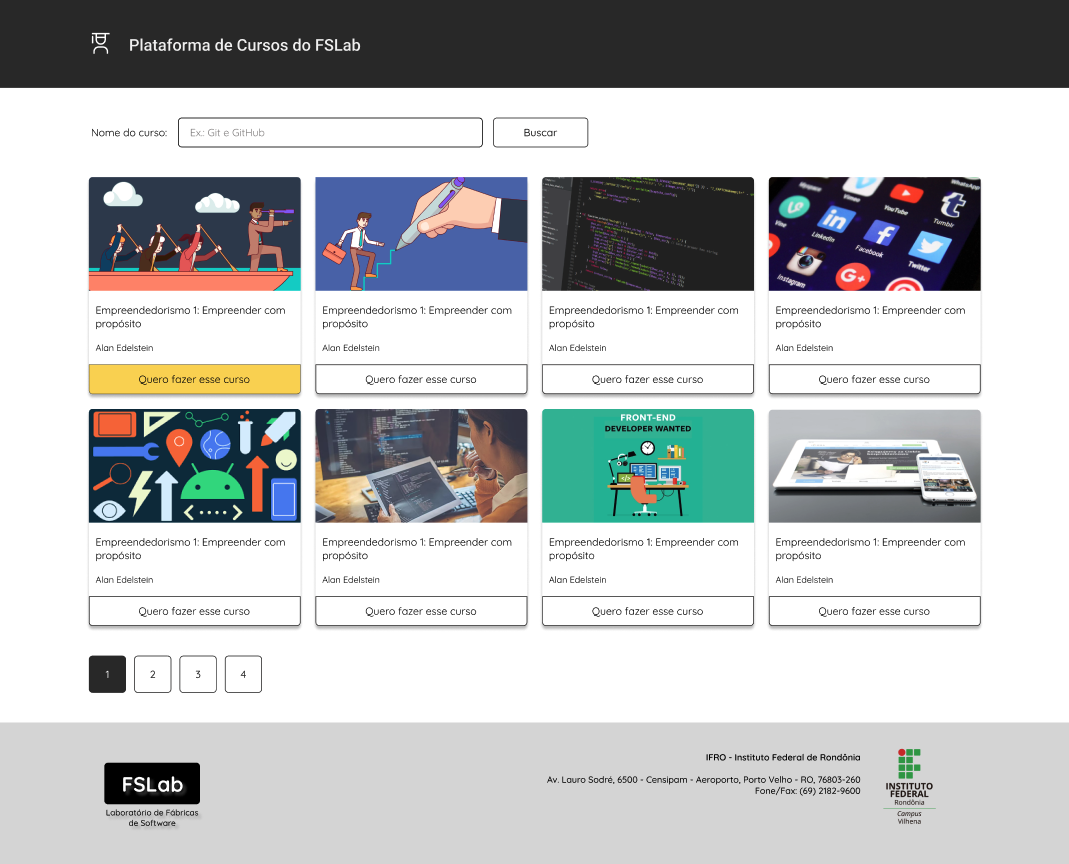 Plataforma de Cursos do FSLab
Nome do curso:
Ex.: Git e GitHub
Buscar
WhatsApp
Vimeo
YouTube
Tumblr
Vine
LinkedIn
Facebook
Twitter
Instagram
Empreendedorismo 1: Empreender com
propósito
Alan Edelstein
Quero fazer esse curso
Empreendedorismo 1: Empreender com
propósito
Alan Edelstein
Quero fazer esse curso
Empreendedorismo 1: Empreender com
propósito
Alan Edelstein
Quero fazer esse curso
Empreendedorismo 1: Empreender com
propósito
Alan Edelstein
Quero fazer esse curso
FRONT-END
DEVELOPER WANTED
Empreendedorismo 1: Empreender com
propósito
Alan Edelstein
Quero fazer esse curso
Empreendedorismo 1: Empreender com
propósito
Alan Edelstein
Quero fazer esse curso
Empreendedorismo 1: Empreender com
propósito
Alan Edelstein
Quero fazer esse curso
Empreendedorismo 1: Empreender com
propósito
Alan Edelstein
Quero fazer esse curso
1
2
3
4
FSLab
Laboratório de Fábricas
de Software
IFRO - Instituto Federal de Rondônia
Av. Lauro Sodré, 6500 - Censipam - Aeroporto, Porto Velho - RO, 76803-260
Fone/Fax: (69) 2182-9600
INSTITUTO
FEDERAL
Rondônia
Campus
Vilhena